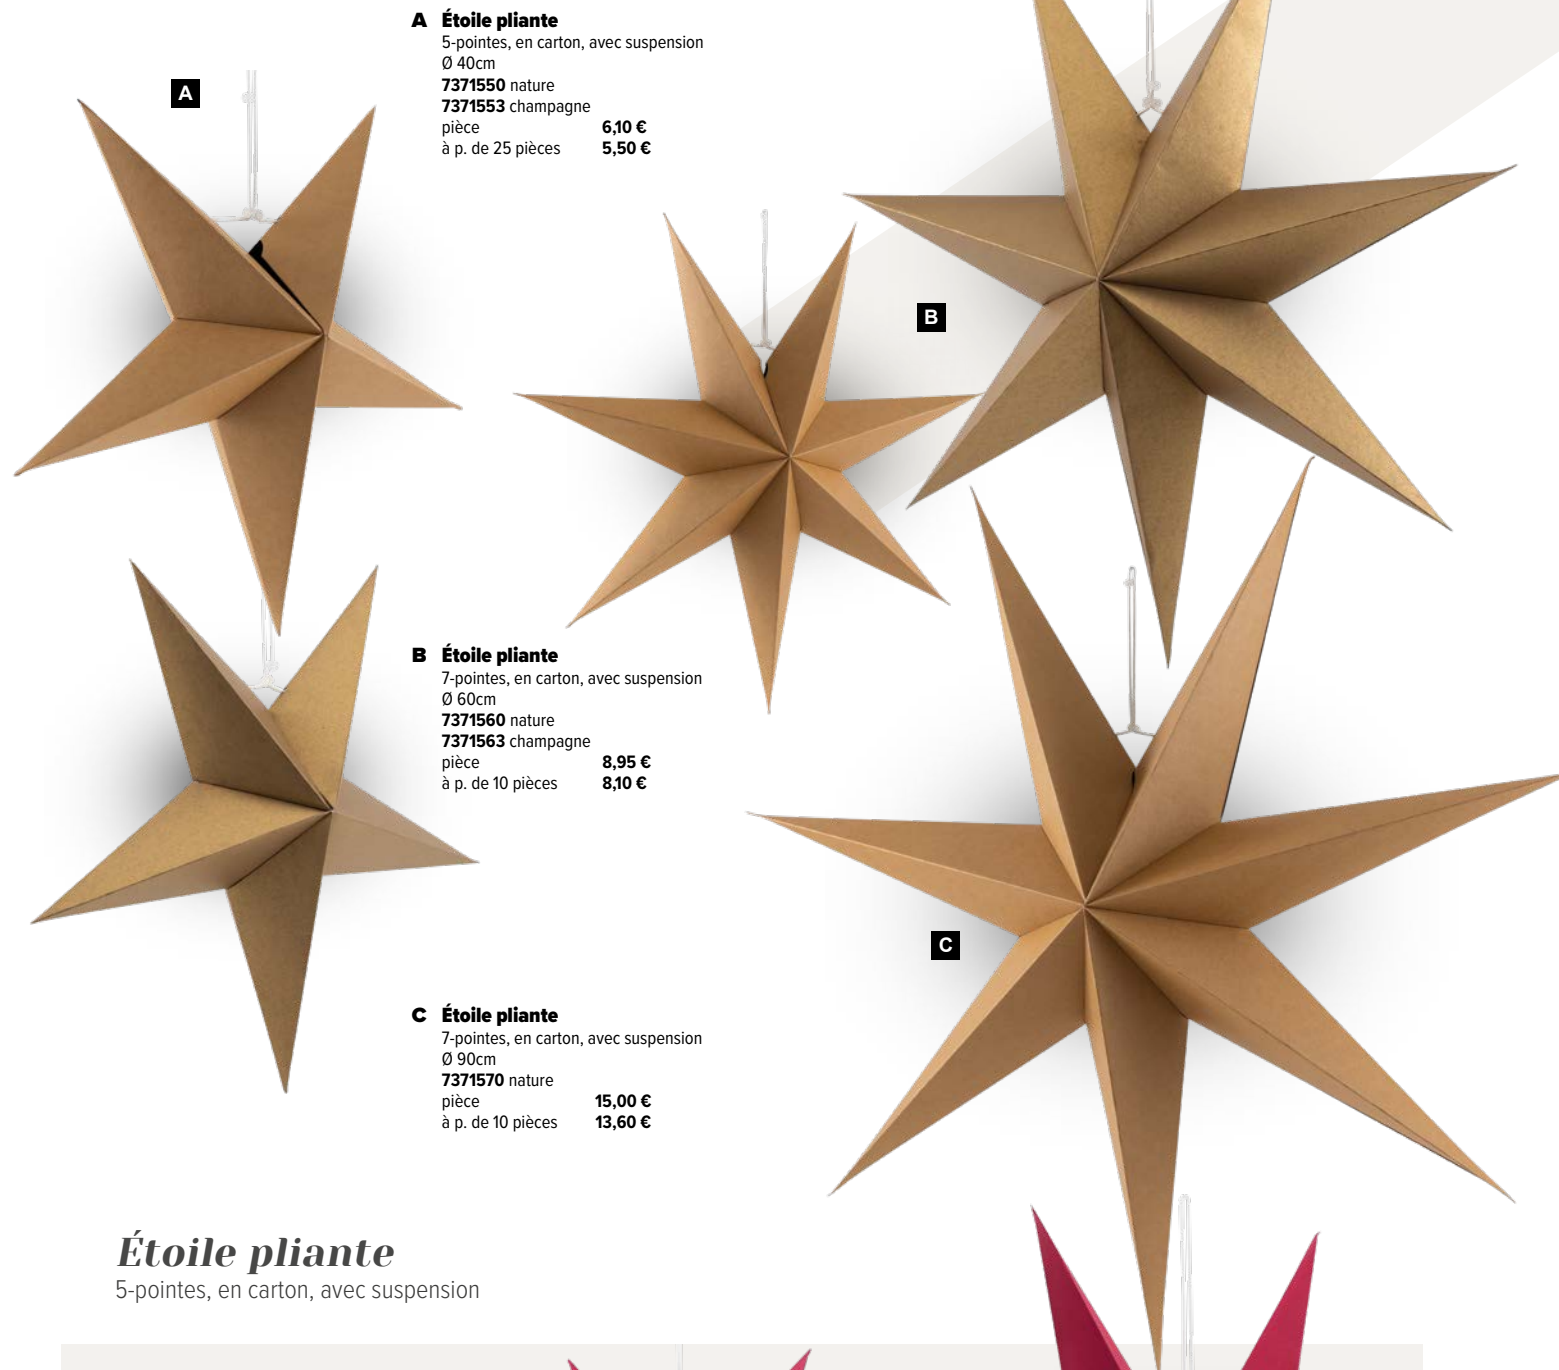 A Étoile pliante
5-pointes, en carton, avec suspension
Ø 40cm
7371550 nature
7371553 champagne
pièce 6,10 €
à p. de 25 pièces 5,50 €
A
B
B Étoile pliante
7-pointes, en carton, avec suspension
Ø 60cm
7371560 nature
7371563 champagne
pièce 8,95 €
à p. de 10 pièces 8,10 €
C
C Étoile pliante
7-pointes, en carton, avec suspension
Ø 90cm
7371570 nature
pièce 15,00 €
à p. de 10 pièces 13,60 €
Étoile pliante
5-pointes, en carton, avec suspension